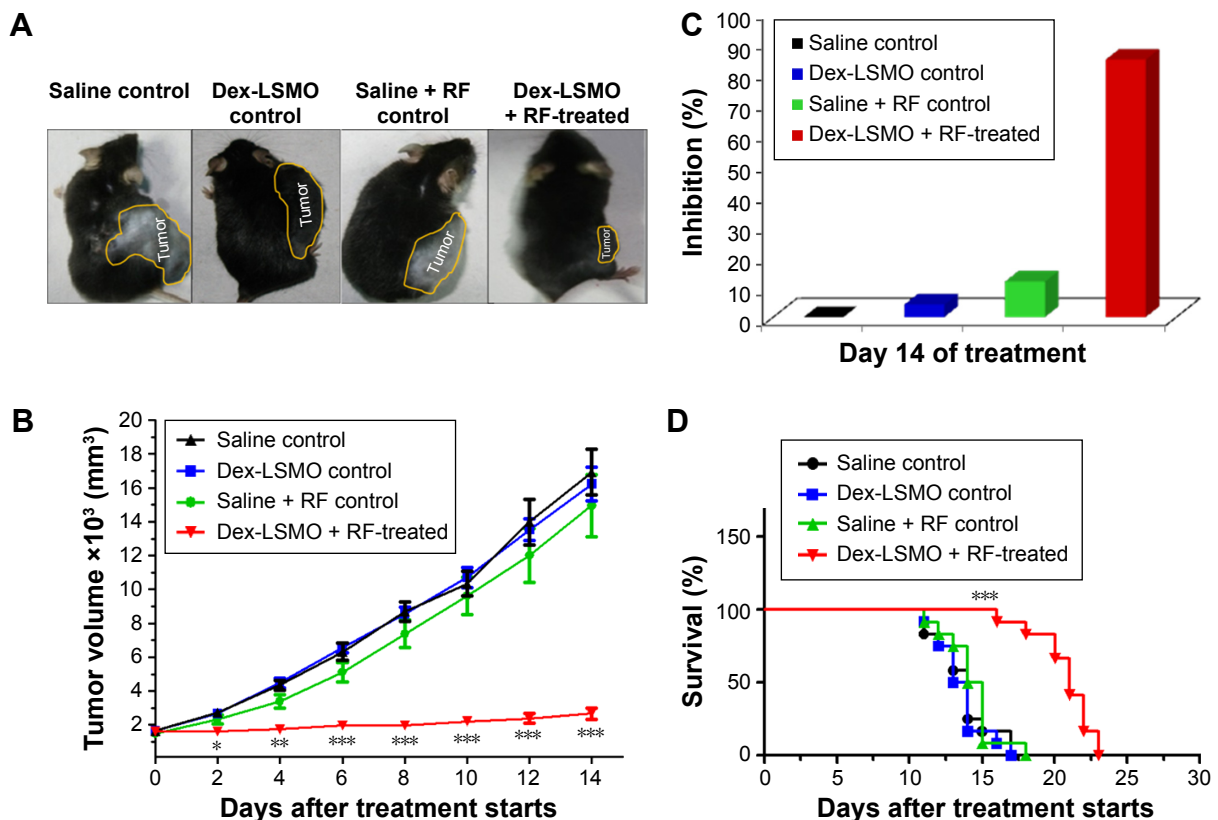 A
Saline control
Dex-LSMO
control
Saline + RF
control
Dex-LSMO
+ RF-treated
Tumor
Tumor
Tumor
Tumor
B
Tumor volume ×10³ (mm³)
20
18
16
14
12
10
8
6
4
2
Saline control
Dex-LSMO control
Saline + RF control
Dex-LSMO + RF-treated
* ** *** *** *** *** ***
0 2 4 6 8 10 12 14
Days after treatment starts
C
Inhibition (%)
100
90
80
70
60
50
40
30
20
10
0
Saline control
Dex-LSMO control
Saline + RF control
Dex-LSMO + RF-treated
Day 14 of treatment
D
Survival (%)
Saline control
Dex-LSMO control
Saline + RF control
Dex-LSMO + RF-treated
150
100
50
0
***
0 5 10 15 20 25 30
Days after treatment starts